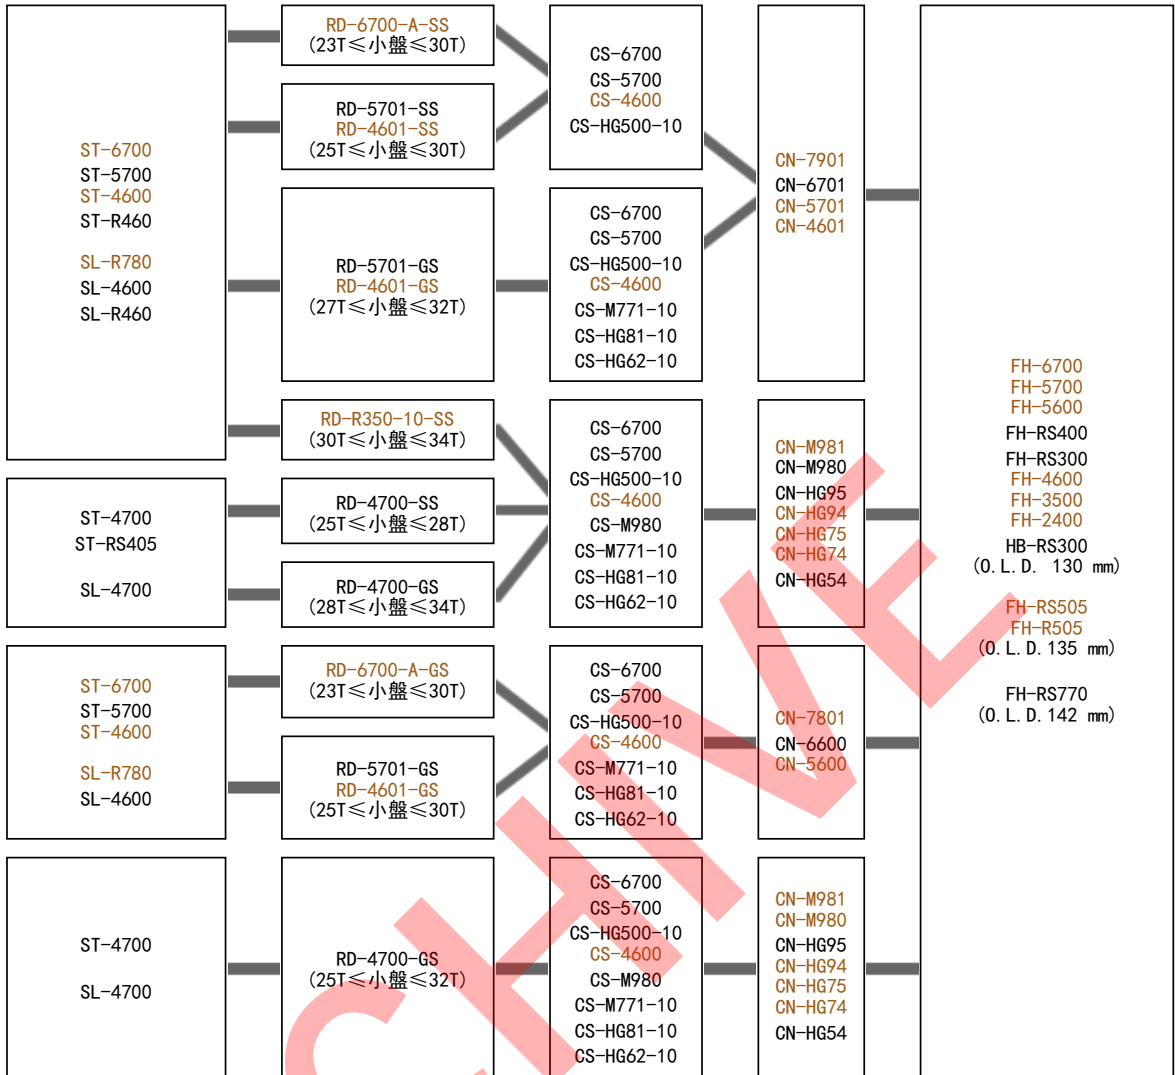 ST-6700
ST-5700
ST-4600
ST-R460
SL-R780
SL-4600
SL-R460
RD-6700-A-SS
(23T≤小盤≤30T)
RD-5701-SS
RD-4601-SS
(25T≤小盤≤30T)
RD-5701-GS
RD-4601-GS
(27T≤小盤≤32T)
RD-R350-10-SS
(30T≤小盤≤34T)
CS-6700
CS-5700
CS-4600
CS-HG500-10
CS-6700
CS-5700
CS-HG500-10
CS-4600
CS-M771-10
CS-HG81-10
CS-HG62-10
CN-7901
CN-6701
CN-5701
CN-4601
ST-4700
ST-RS405
SL-4700
RD-4700-SS
(25T≤小盤≤28T)
RD-4700-GS
(28T≤小盤≤34T)
CS-6700
CS-5700
CS-HG500-10
CS-4600
CS-M980
CS-M771-10
CS-HG81-10
CS-HG62-10
CN-M981
CN-M980
CN-HG95
CN-HG94
CN-HG75
CN-HG74
CN-HG54
ST-6700
ST-5700
ST-4600
SL-R780
SL-4600
RD-6700-A-GS
(23T≤小盤≤30T)
RD-5701-GS
RD-4601-GS
(25T≤小盤≤30T)
CS-6700
CS-5700
CS-HG500-10
CS-4600
CS-M771-10
CS-HG81-10
CS-HG62-10
CN-7801
CN-6600
CN-5600
ST-4700
SL-4700
RD-4700-GS
(25T≤小盤≤32T)
CS-6700
CS-5700
CS-HG500-10
CS-4600
CS-M980
CS-M771-10
CS-HG81-10
CS-HG62-10
CN-M981
CN-M980
CN-HG95
CN-HG94
CN-HG75
CN-HG74
CN-HG54
FH-6700
FH-5700
FH-5600
FH-RS400
FH-RS300
FH-4600
FH-3500
FH-2400
HB-RS300
(O.L.D. 130 mm)
FH-RS505
FH-R505
(O.L.D. 135 mm)
FH-RS770
(O.L.D. 142 mm)
CHIVE